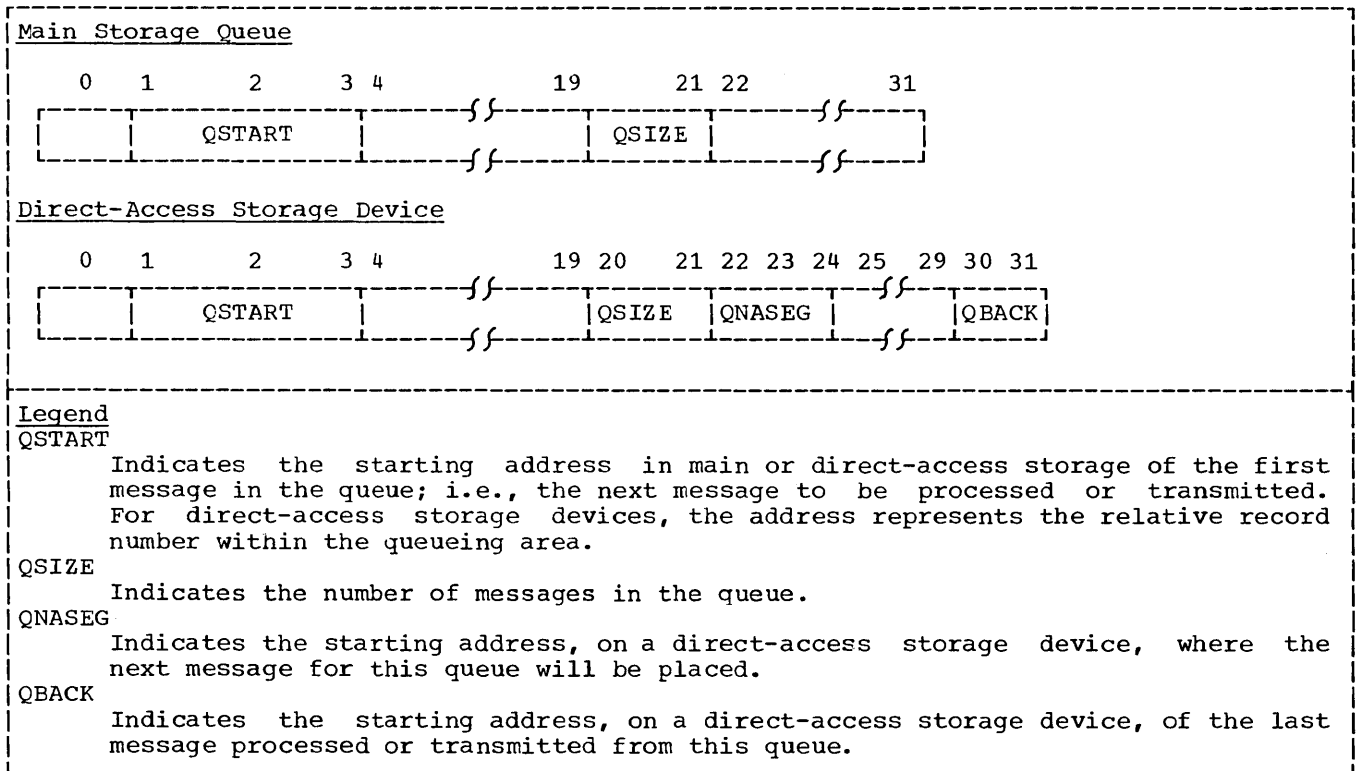 Main Storage Queue
0 1 2 3 4 19 21 22 31
QSTART QSIZE
Direct-Access Storage Device
0 1 2 3 4 19 20 21 22 23 24 25 29 30 31
QSTART QSIZE QNASEG QBACK
Legend
QSTART
Indicates the starting address in main or direct-access storage of the first
message in the queue; i.e., the next message to be processed or transmitted.
For direct-access storage devices, the address represents the relative record
number within the queueing area.
QSIZE
Indicates the number of messages in the queue.
QNASEG
Indicates the starting address, on a direct-access storage device, where the
next message for this queue will be placed.
QBACK
Indicates the starting address, on a direct-access storage device, of the last
message processed or transmitted from this queue.